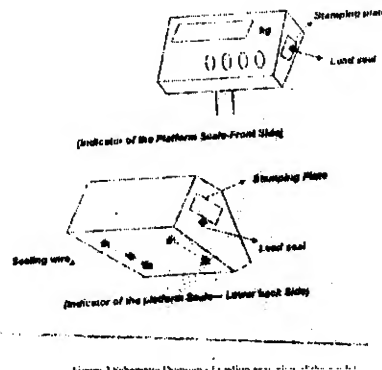 Stamping plate
kg
0000
Lead seal
(Indicator of the Platform Scale-Front Side)
Stamping Plate
Sealing wire
Lead seal
(Indicator of the platform Scale— Lower back Side)